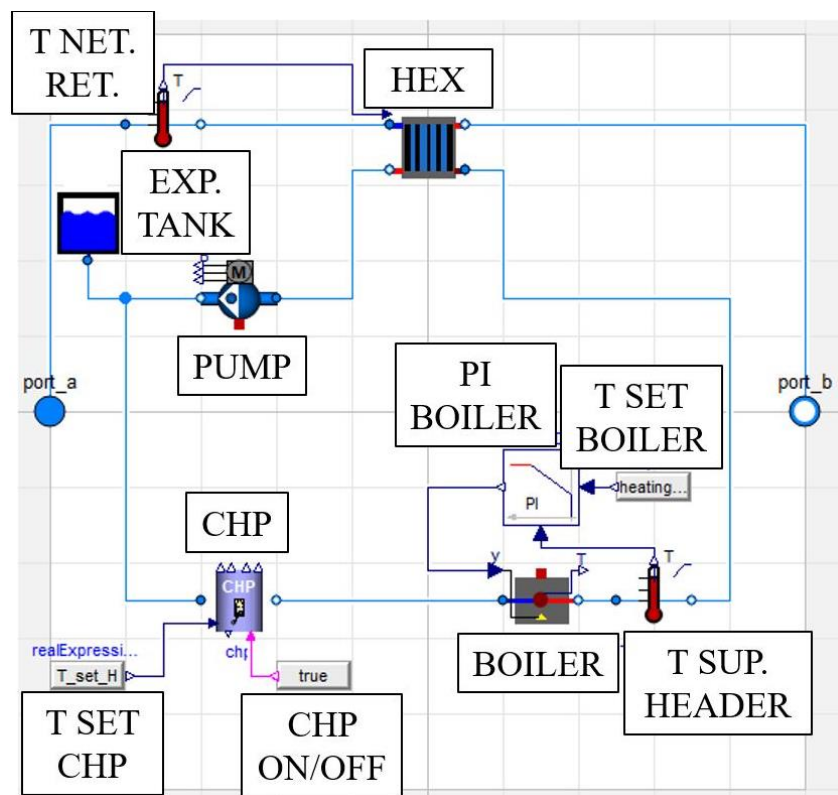 T NET.
RET.
T
HEX
EXP.
TANK
M
PUMP
port_a
port_b
PI
BOILER
T SET
BOILER
heating...
PI
CHP
y
T
T
CHP
realExpressi...
T_set_H
true
BOILER
T SUP.
HEADER
T SET
CHP
CHP
ON/OFF